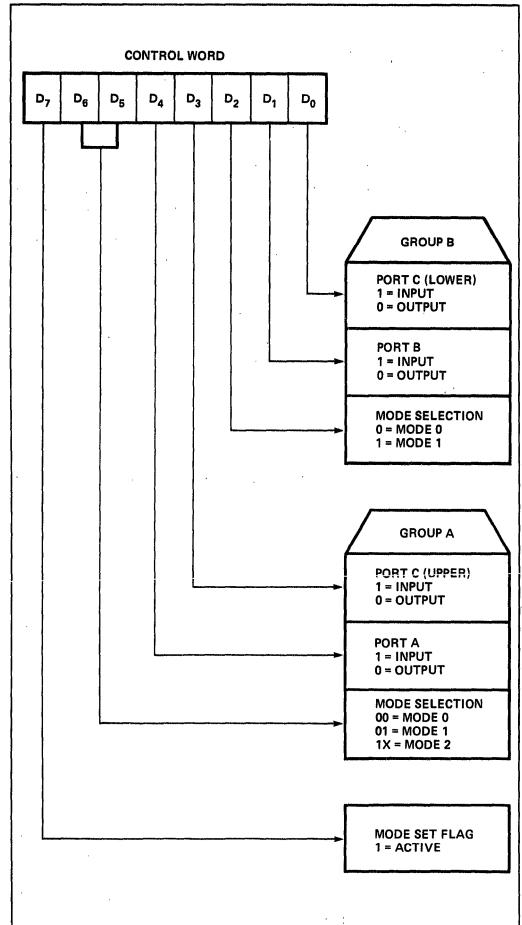 CONTROL WORD
D7 D6 D5 D4 D3 D2 D1 D0
GROUP B
PORT C (LOWER)
1 = INPUT
0 = OUTPUT
PORT B
1 = INPUT
0 = OUTPUT
MODE SELECTION
0 = MODE 0
1 = MODE 1
GROUP A
PORT C (UPPER)
1 = INPUT
0 = OUTPUT
PORT A
1 = INPUT
0 = OUTPUT
MODE SELECTION
00 = MODE 0
01 = MODE 1
1X = MODE 2
MODE SET FLAG
1 = ACTIVE